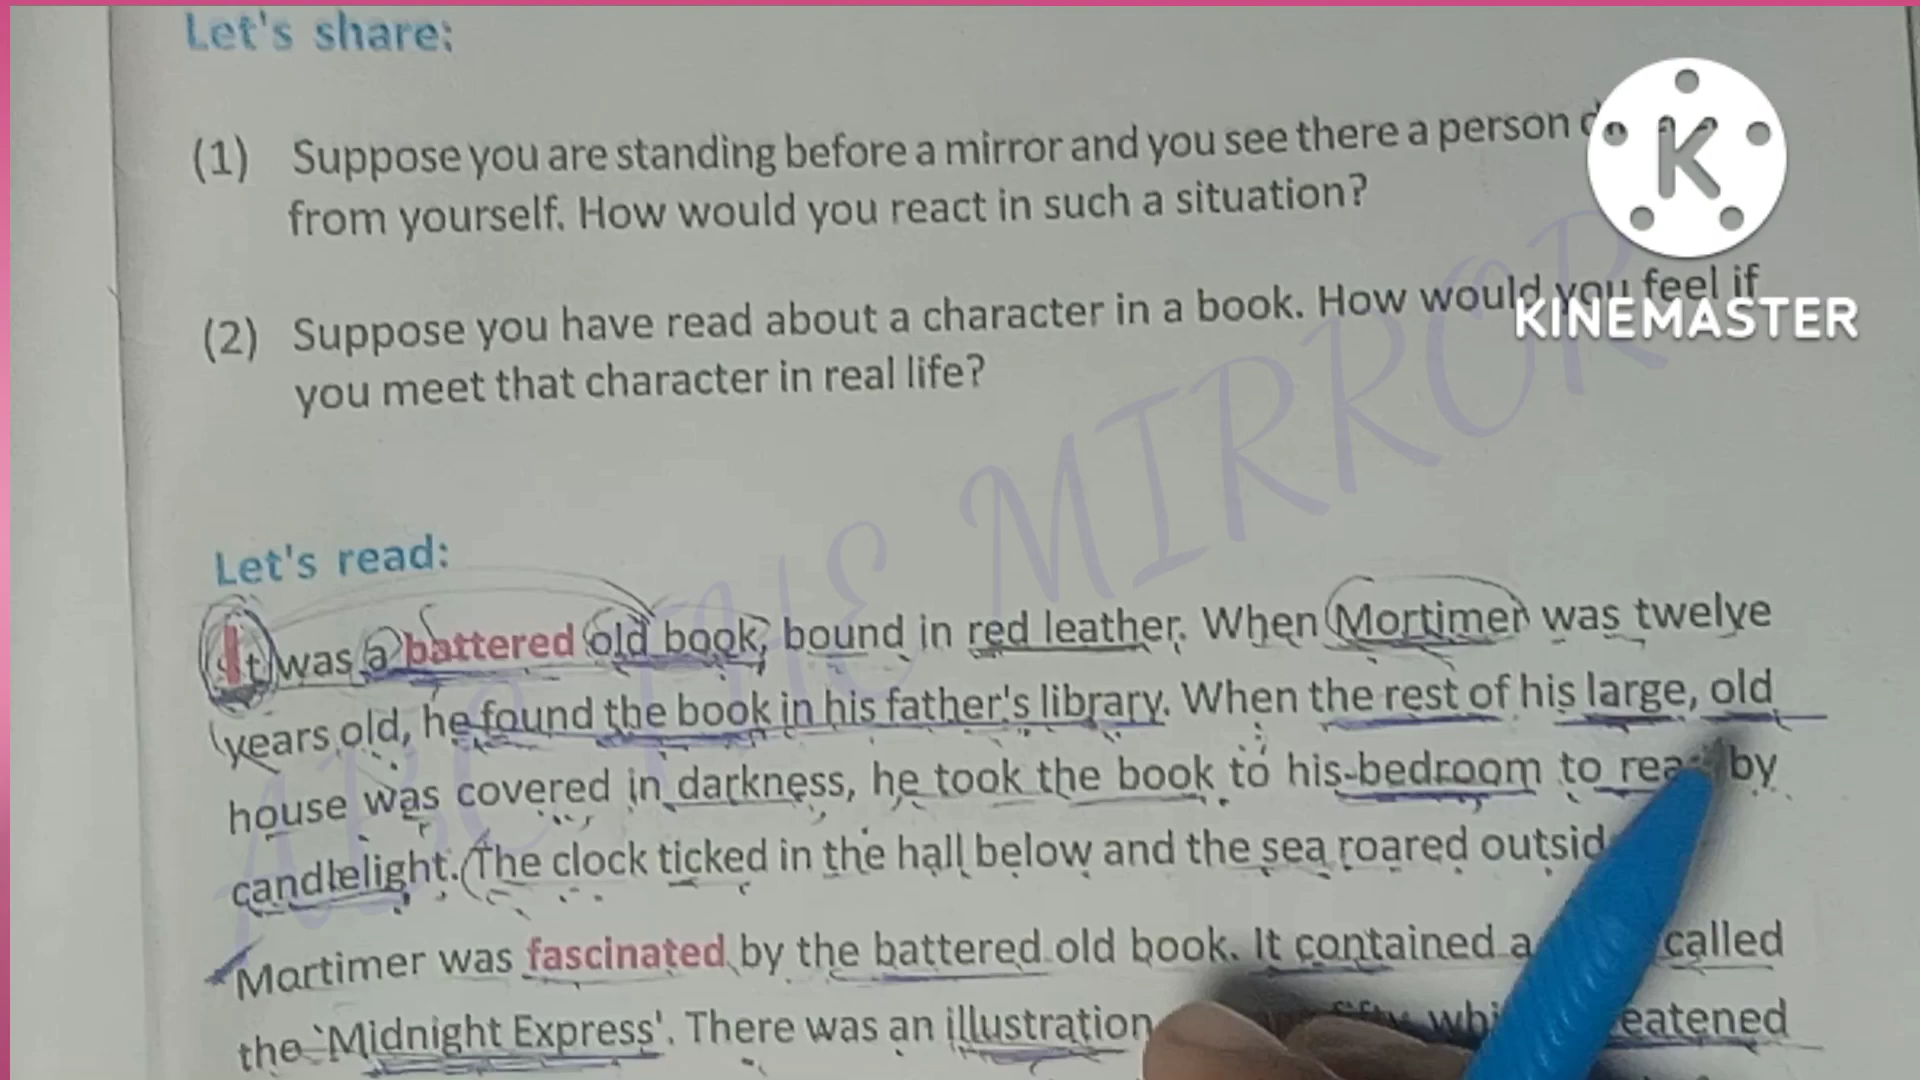 Let's share:
(1) Suppose you are standing before a mirror and you see there a person
from yourself. How would you react in such a situation?
(2) Suppose you have read about a character in a book. How would you feel if
you meet that character in real life?
KINEMASTER
ABC THE MIRROR
Let's read:
It was a battered old book, bound in red leather. When Mortimer was twelve
years old, he found the book in his father's library. When the rest of his large, old
house was covered in darkness, he took the book to his bedroom to by
candlelight. The clock ticked in the hall below and the sea roared
Mortimer was fascinated by the battered old book. It contained a called
the `Midnight Express'. There was an illustration